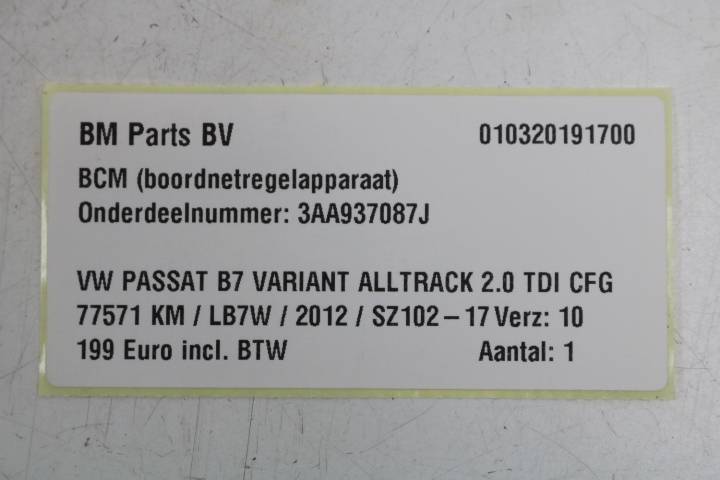 BM Parts BV 010320191700
BCM (boordnetregelapparaat)
Onderdeelnummer: 3AA937087J
VW PASSAT B7 VARIANT ALLTRACK 2.0 TDI CFG
77571 KM / LB7W / 2012 / SZ102 – 17 Verz: 10
199 Euro incl. BTW Aantal: 1